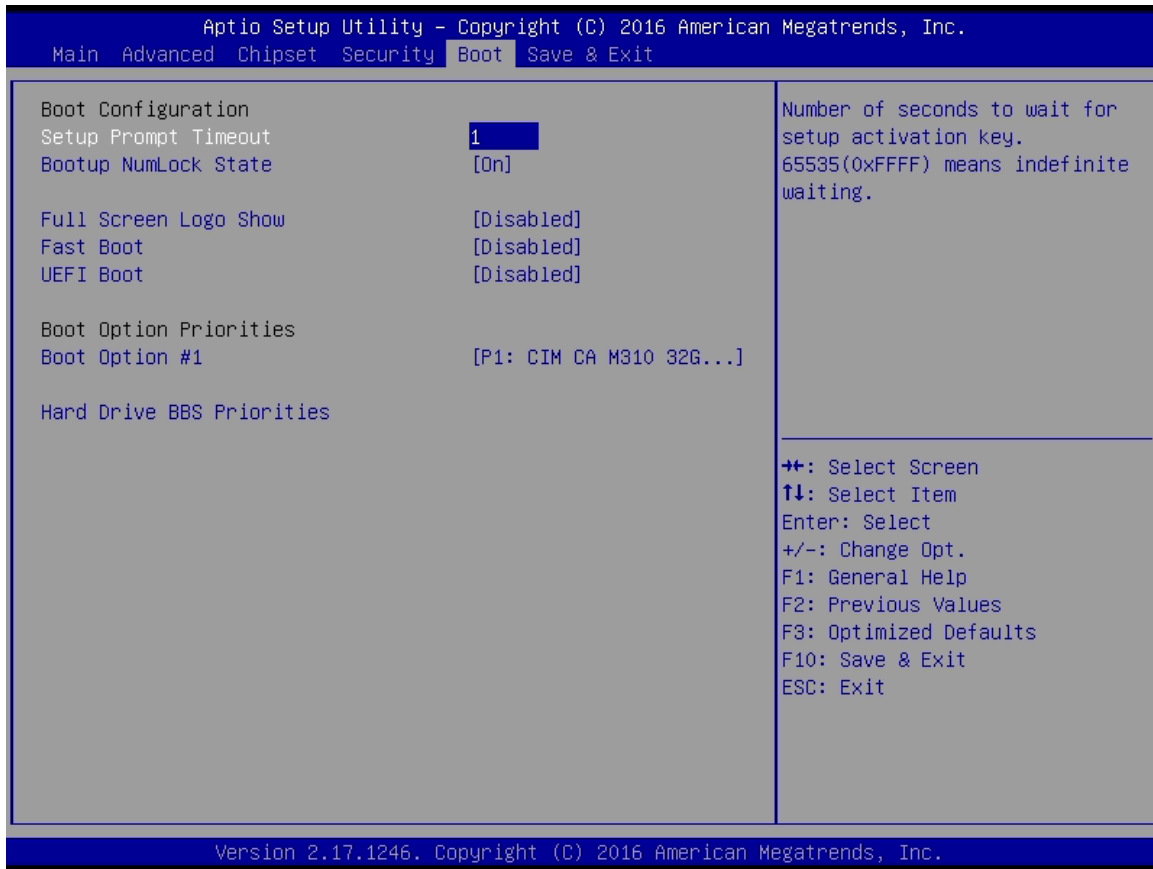 Aptio Setup Utility – Copyright (C) 2016 American Megatrends, Inc.
Main Advanced Chipset Security Boot Save & Exit
Boot Configuration
Setup Prompt Timeout 1
Bootup NumLock State [On]
Full Screen Logo Show [Disabled]
Fast Boot [Disabled]
UEFI Boot [Disabled]
Boot Option Priorities
Boot Option #1 [P1: CIM CA M310 32G...]
Hard Drive BBS Priorities
Number of seconds to wait for
setup activation key.
65535(0xFFFF) means indefinite
waiting.
→←: Select Screen
↑↓: Select Item
Enter: Select
+/-: Change Opt.
F1: General Help
F2: Previous Values
F3: Optimized Defaults
F10: Save & Exit
ESC: Exit
Version 2.17.1246. Copyright (C) 2016 American Megatrends, Inc.